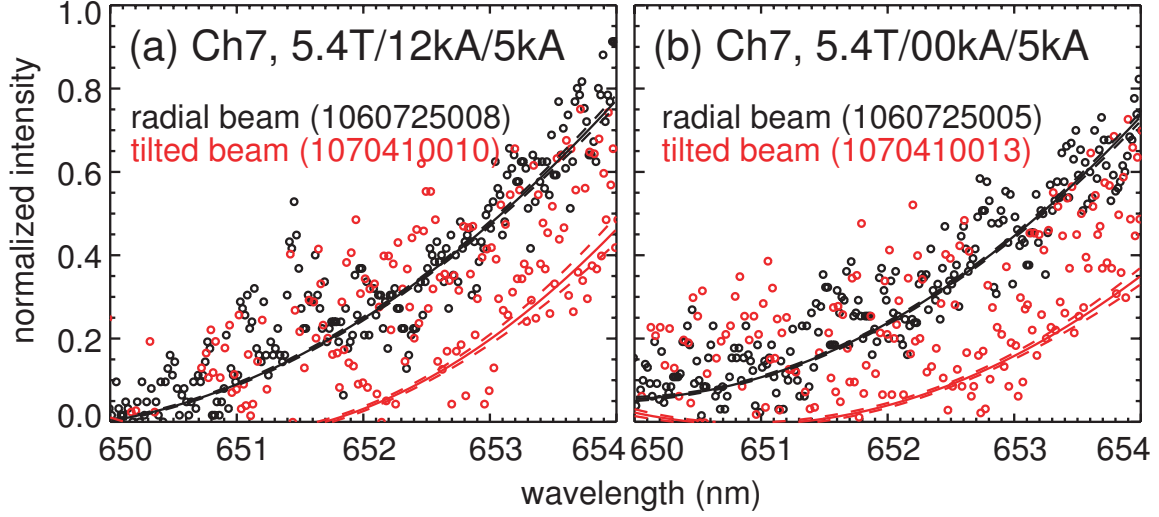 (a) Ch7, 5.4T/12kA/5kA
radial beam (1060725008)
tilted beam (1070410010)
(b) Ch7, 5.4T/00kA/5kA
radial beam (1060725005)
tilted beam (1070410013)
normalized intensity
1.0
0.8
0.6
0.4
0.2
0.0
650 651 652 653 654
650 651 652 653 654
wavelength (nm)